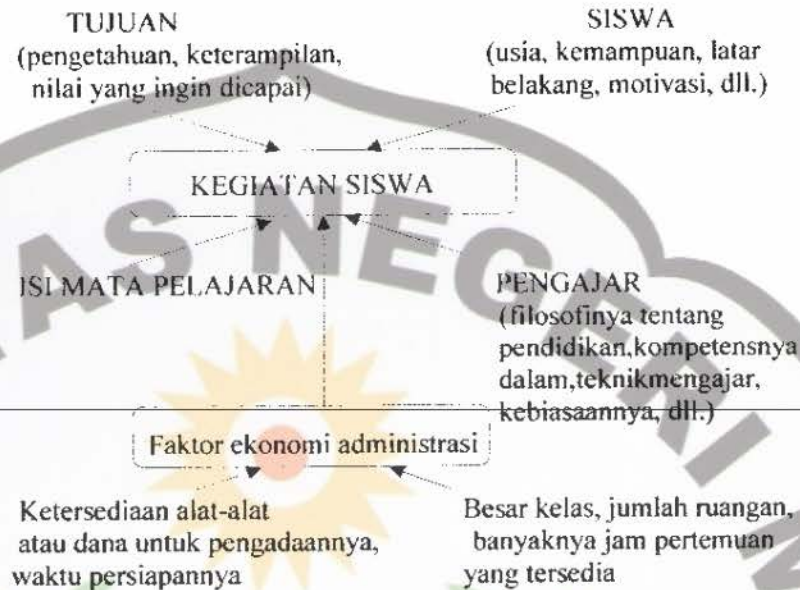 TUJUAN
(pengetahuan, keterampilan,
nilai yang ingin dicapai)
SISWA
(usia, kemampuan, latar
belakang, motivasi, dll.)
KEGIATAN SISWA
ISI MATA PELAJARAN
PENGAJAR
(filosofinya tentang
pendidikan,kompetensnya
dalam,teknikmengajar,
kebiasaannya, dll.)
Faktor ekonomi administrasi
Ketersediaan alat-alat
atau dana untuk pengadaannya,
waktu persiapannya
Besar kelas, jumlah ruangan,
banyaknya jam pertemuan
yang tersedia
AS NEGERI M